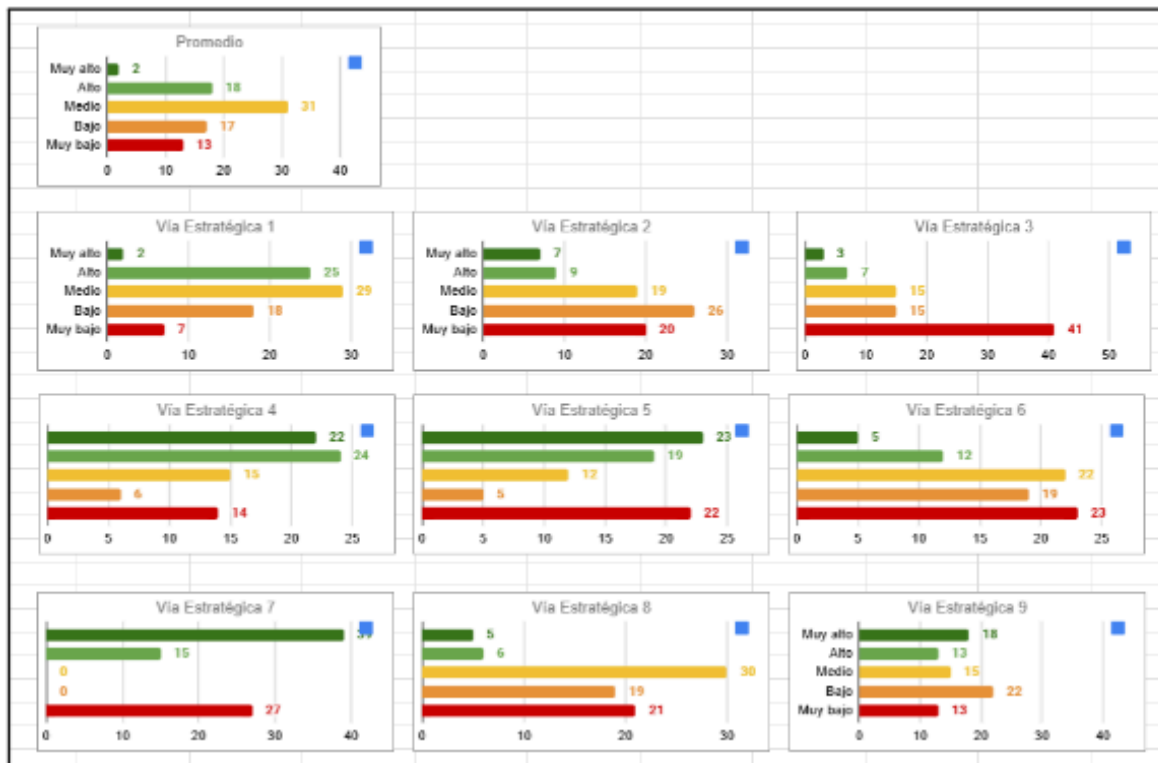 Promedio
Muy alto 2
Alto 18
Medio 31
Bajo 17
Muy bajo 13
0 10 20 30 40
Vía Estratégica 1
Muy alto 2
Alto 25
Medio 29
Bajo 18
Muy bajo 7
0 10 20 30
Vía Estratégica 2
Muy alto 7
Alto 9
Medio 19
Bajo 26
Muy bajo 20
0 10 20 30
Vía Estratégica 3
3
7
15
15
41
0 10 20 30 40 50
Vía Estratégica 4
22
24
15
6
14
0 5 10 15 20 25
Vía Estratégica 5
23
19
12
5
22
0 5 10 15 20 25
Vía Estratégica 6
5
12
22
19
23
0 5 10 15 20 25
Vía Estratégica 7
15
0
0
27
0 10 20 30 40
Vía Estratégica 8
5
6
30
19
21
0 10 20 30
Vía Estratégica 9
Muy alto 18
Alto 13
Medio 15
Bajo 22
Muy bajo 13
0 10 20 30 40